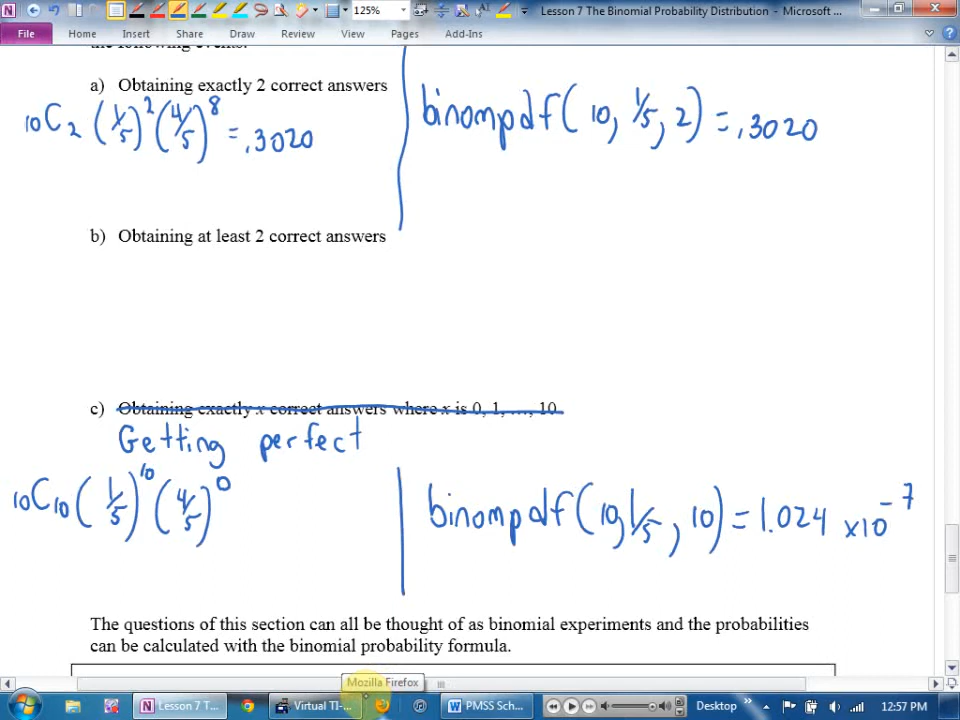 125%
Lesson 7 The Binomial Probability Distribution - Microsoft ...
File Home Insert Share Draw Review View Pages Add-Ins
the following events.
a) Obtaining exactly 2 correct answers
10C2 (1/5)^2 (4/5)^8 = .3020
binompdf(10, 1/5, 2) = .3020
b) Obtaining at least 2 correct answers
c) Obtaining exactly x correct answers where x is 0, 1, ..., 10.
Getting perfect
10C10 (1/5)^10 (4/5)^0
binompdf(10, 1/5, 10) = 1.024 x10^-7
The questions of this section can all be thought of as binomial experiments and the probabilities
can be calculated with the binomial probability formula.
Mozilla Firefox
Lesson 7 T...
Virtual TI-...
PMSS Sch...
Desktop
12:57 PM